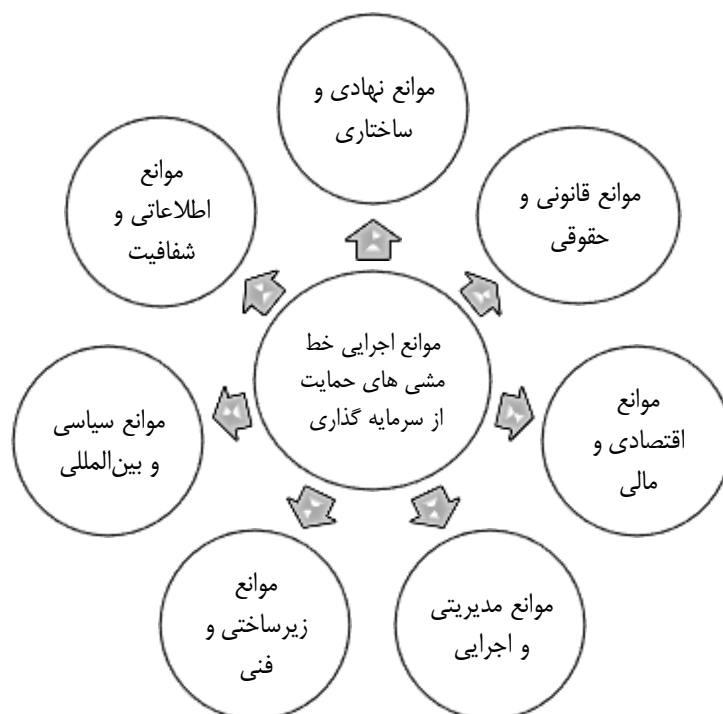 موانع نهادی و
ساختاری
موانع قانونی و
حقوقی
موانع
اقتصادی و
مالی
موانع مدیریتی
و اجرایی
موانع
زیرساختی و
فنی
موانع سیاسی
و بین‌المللی
موانع
اطلاعاتی و
شفافیت
موانع اجرایی خط
مشی های حمایت
از سرمایه گذاری